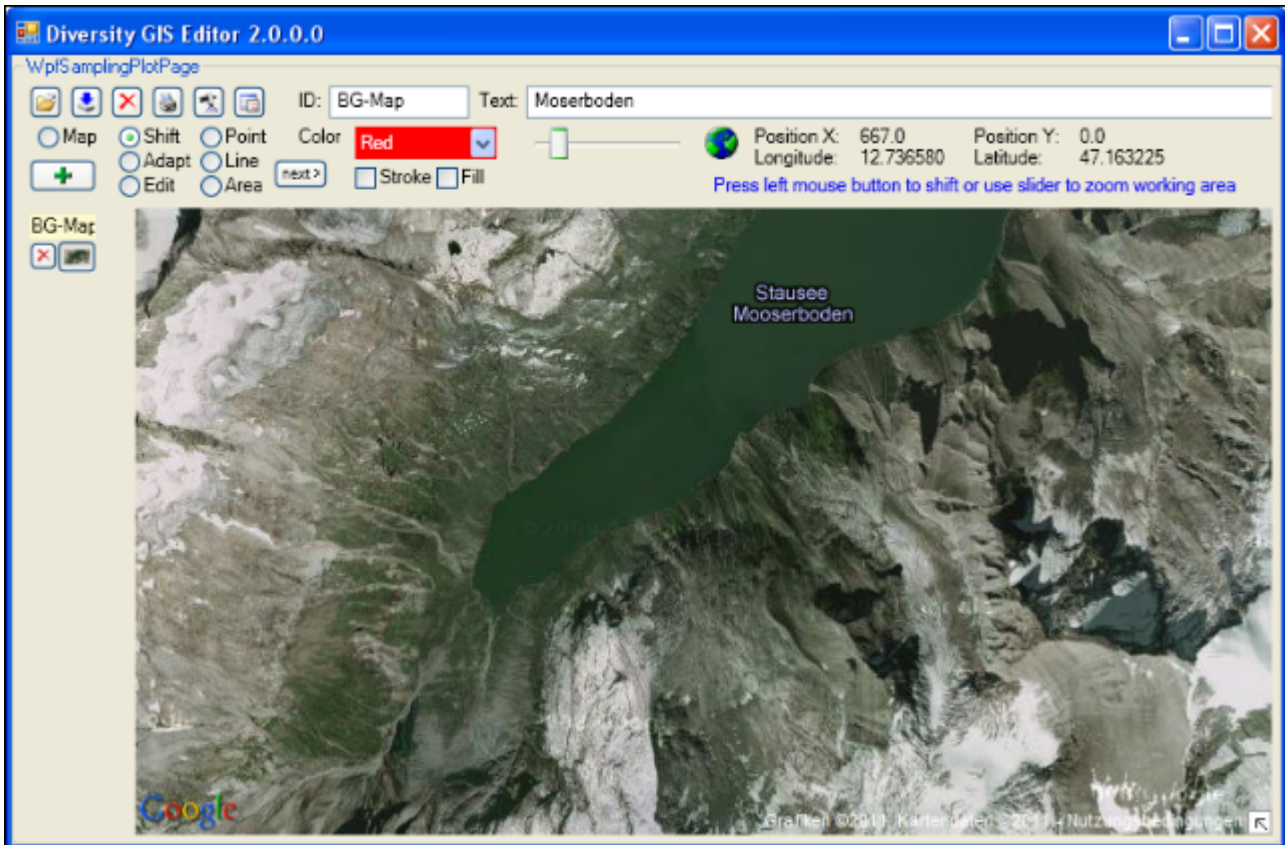 Diversity GIS Editor 2.0.0.0
WpfSamplingPlotPage
ID: BG-Map Text: Moserboden
Map Shift Point Color Red Position X: 667.0 Position Y: 0.0
Adapt Line Longitude: 12.736580 Latitude: 47.163225
Edit Area next > Stroke Fill Press left mouse button to shift or use slider to zoom working area
BG-Map
Stausee
Mooserboden
©2009
Google
Grafiken ©2011, Kartendaten ©2011 - Nutzungsbedingungen